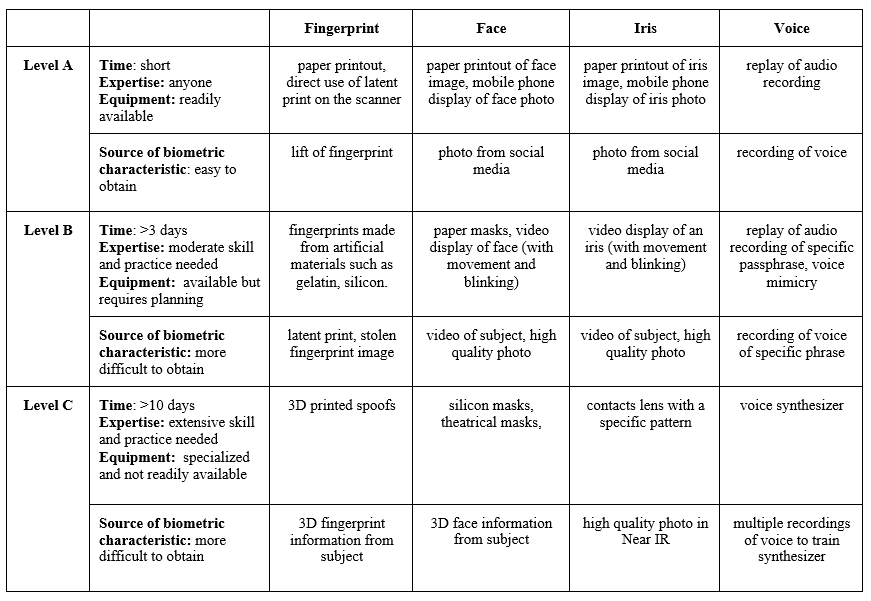 Fingerprint Face Iris Voice
Level A
Time: short
Expertise: anyone
Equipment: readily
available
paper printout,
direct use of latent
print on the scanner
paper printout of face
image, mobile phone
display of face photo
paper printout of iris
image, mobile phone
display of iris photo
replay of audio
recording
Source of biometric
characteristic: easy to
obtain
lift of fingerprint
photo from social
media
photo from social
media
recording of voice
Level B
Time: >3 days
Expertise: moderate skill
and practice needed
Equipment: available but
requires planning
fingerprints made
from artificial
materials such as
gelatin, silicon.
paper masks, video
display of face (with
movement and
blinking)
video display of an
iris (with movement
and blinking)
replay of audio
recording of specific
passphrase, voice
mimicry
Source of biometric
characteristic: more
difficult to obtain
latent print, stolen
fingerprint image
video of subject, high
quality photo
video of subject, high
quality photo
recording of voice
of specific phrase
Level C
Time: >10 days
Expertise: extensive skill
and practice needed
Equipment: specialized
and not readily available
3D printed spoofs
silicon masks,
theatrical masks,
contacts lens with a
specific pattern
voice synthesizer
Source of biometric
characteristic: more
difficult to obtain
3D fingerprint
information from
subject
3D face information
from subject
high quality photo in
Near IR
multiple recordings
of voice to train
synthesizer